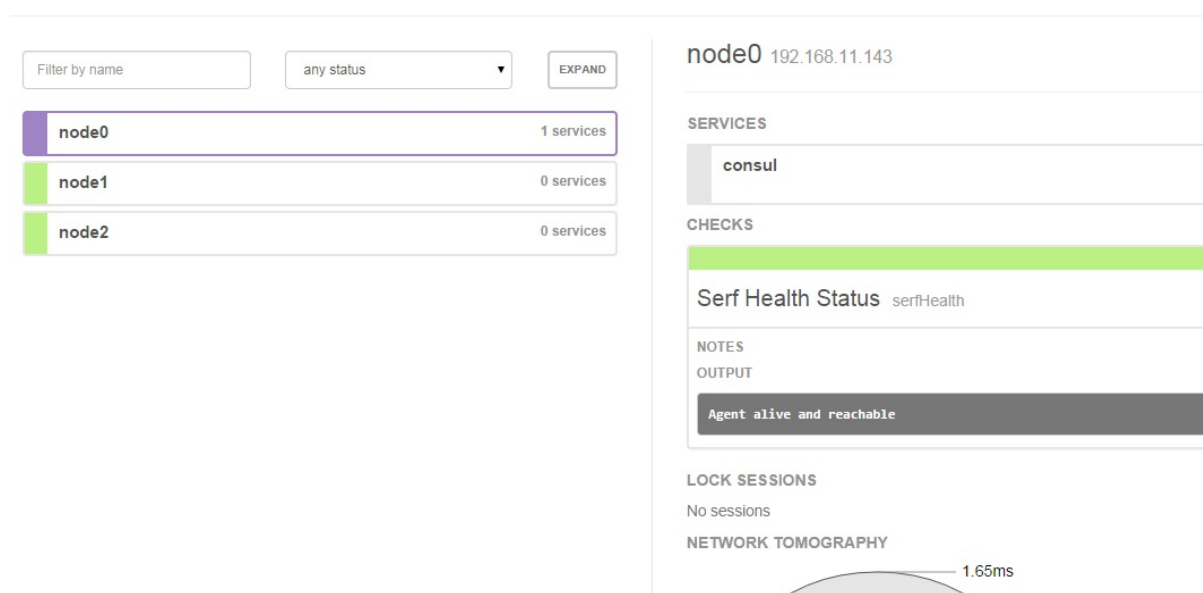 Filter by name
any status
EXPAND
node0 1 services
node1 0 services
node2 0 services
node0 192.168.11.143
SERVICES
consul
CHECKS
Serf Health Status serfHealth
NOTES
OUTPUT
Agent alive and reachable
LOCK SESSIONS
No sessions
NETWORK TOMOGRAPHY
1.65ms